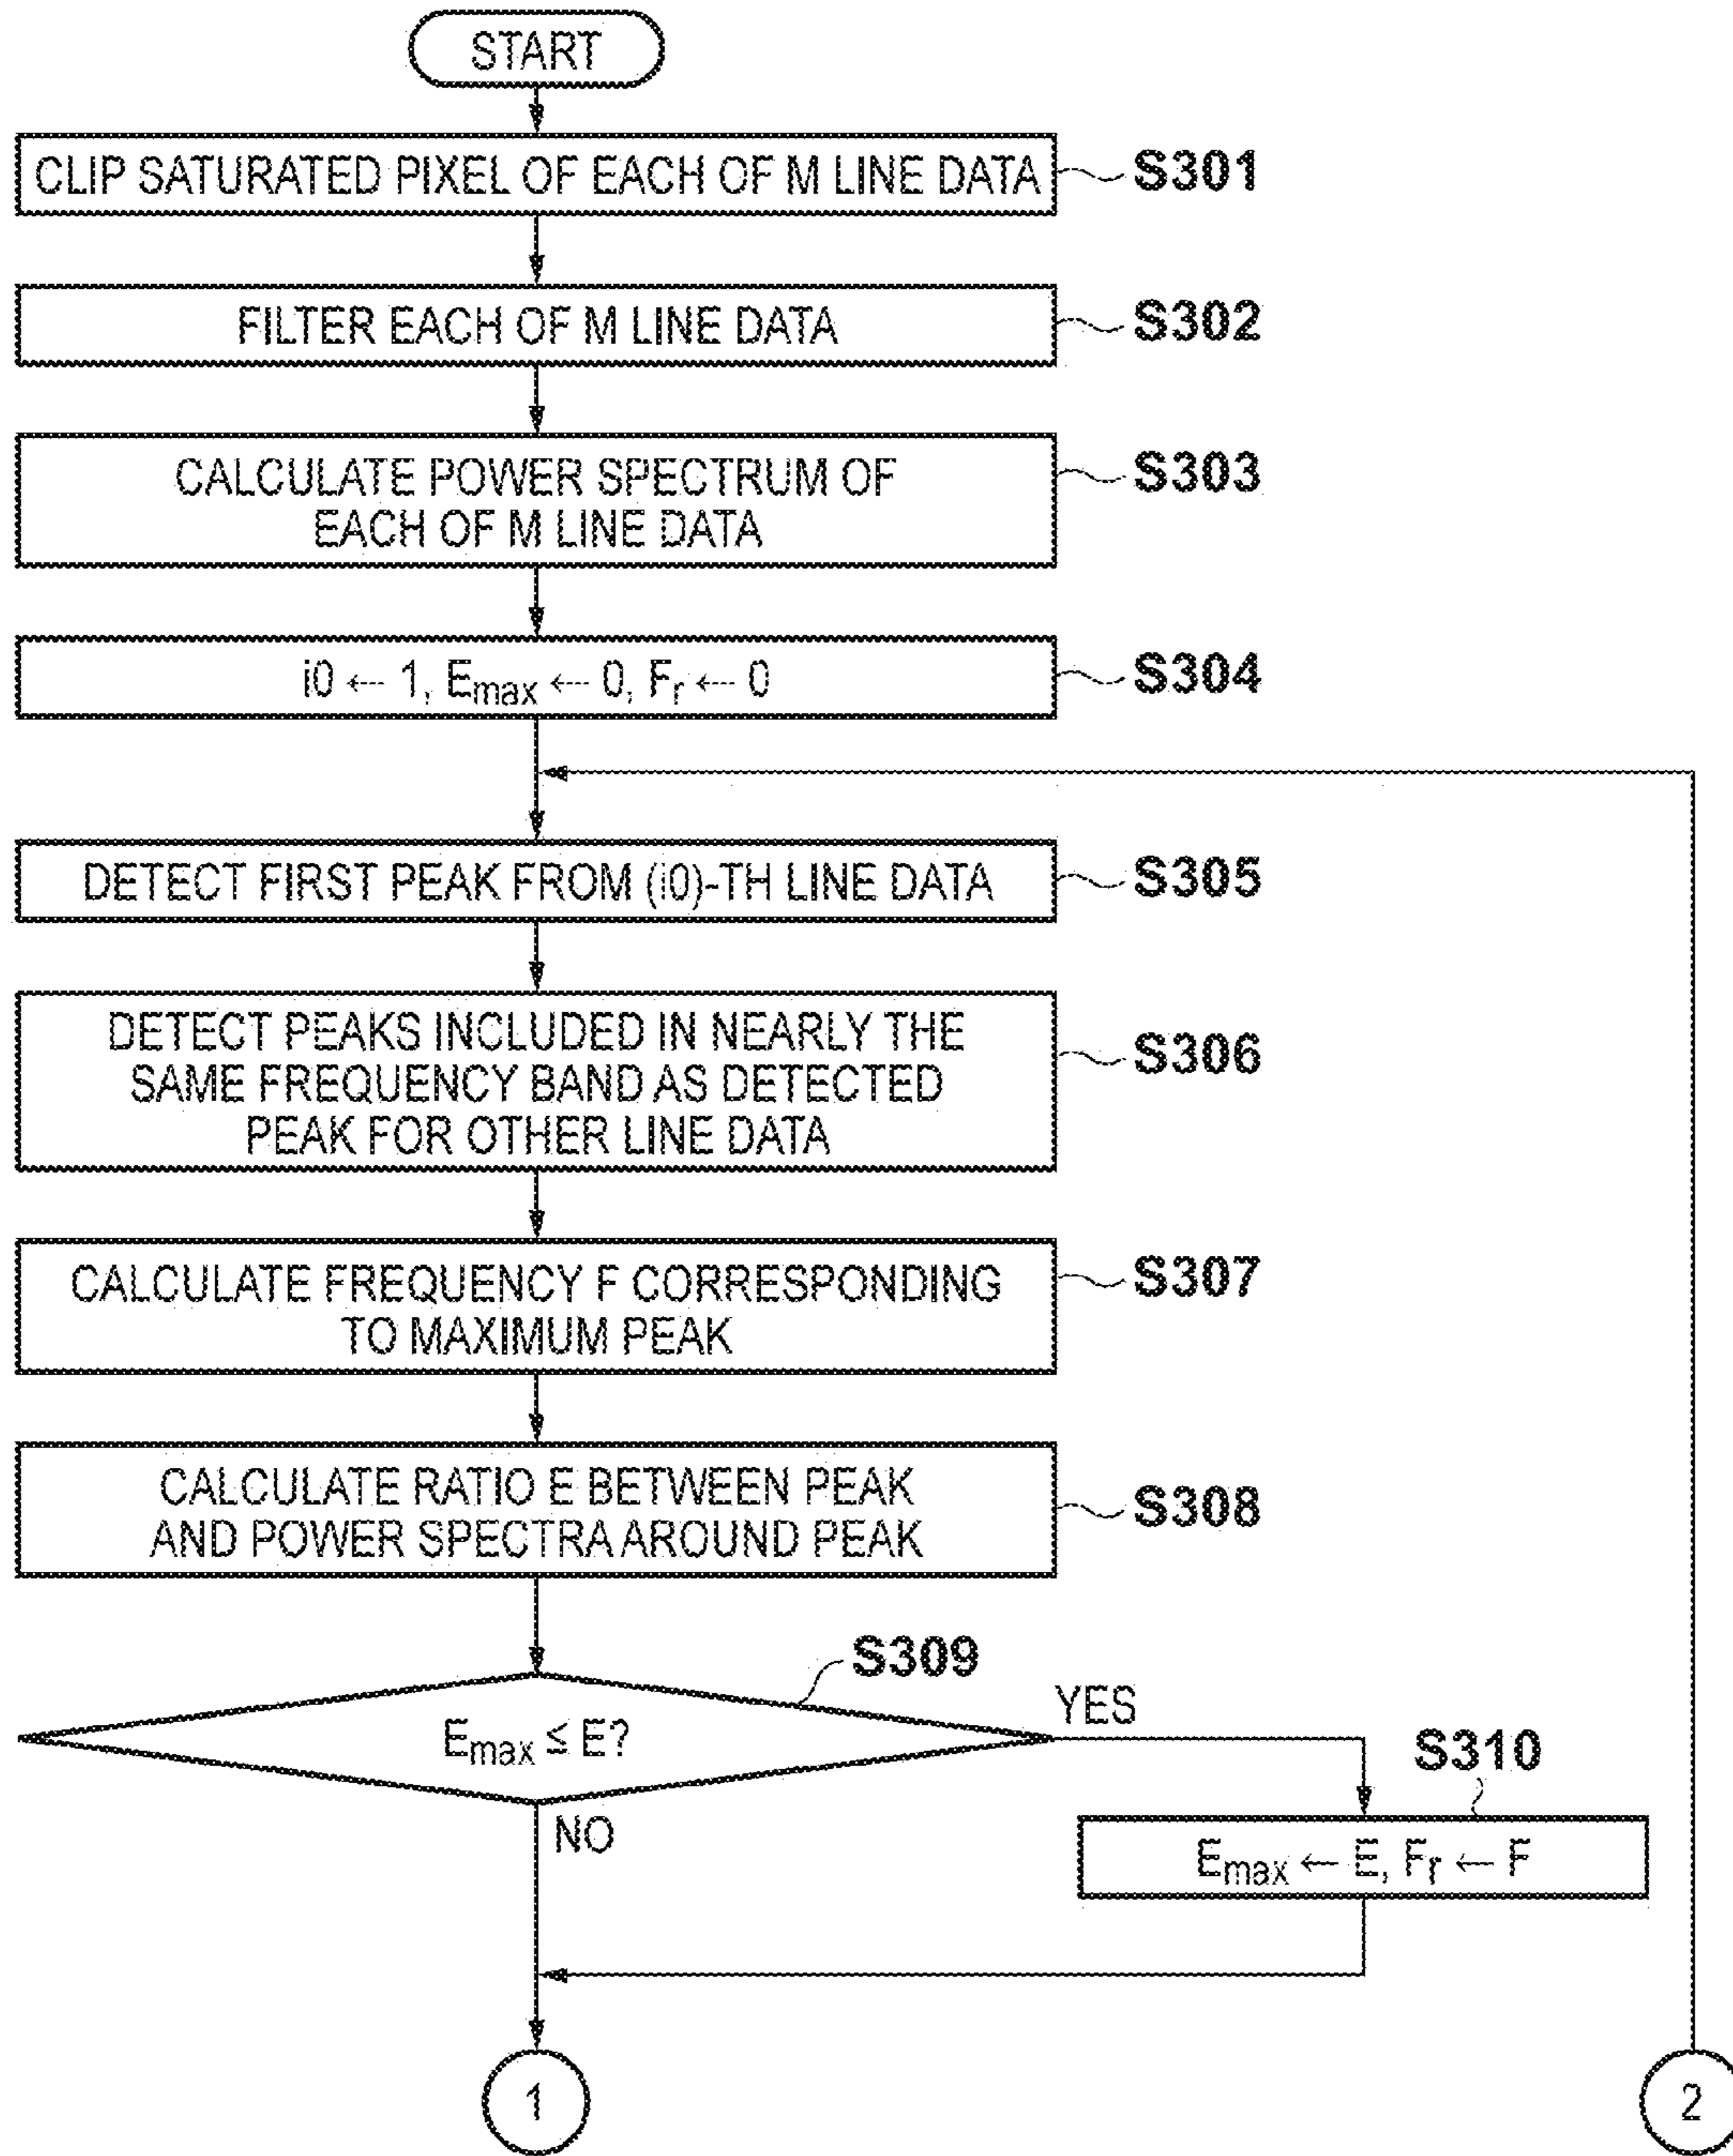 START
CLIP SATURATED PIXEL OF EACH OF M LINE DATA
S301
FILTER EACH OF M LINE DATA
S302
CALCULATE POWER SPECTRUM OF
EACH OF M LINE DATA
S303
i0 ← 1, Emax ← 0, Fr ← 0
S304
DETECT FIRST PEAK FROM (i0)-TH LINE DATA
S305
DETECT PEAKS INCLUDED IN NEARLY THE
SAME FREQUENCY BAND AS DETECTED
PEAK FOR OTHER LINE DATA
S306
CALCULATE FREQUENCY F CORRESPONDING
TO MAXIMUM PEAK
S307
CALCULATE RATIO E BETWEEN PEAK
AND POWER SPECTRA AROUND PEAK
S308
S309
Emax ≤ E?
YES
NO
S310
Emax ← E, Fr ← F
1
2